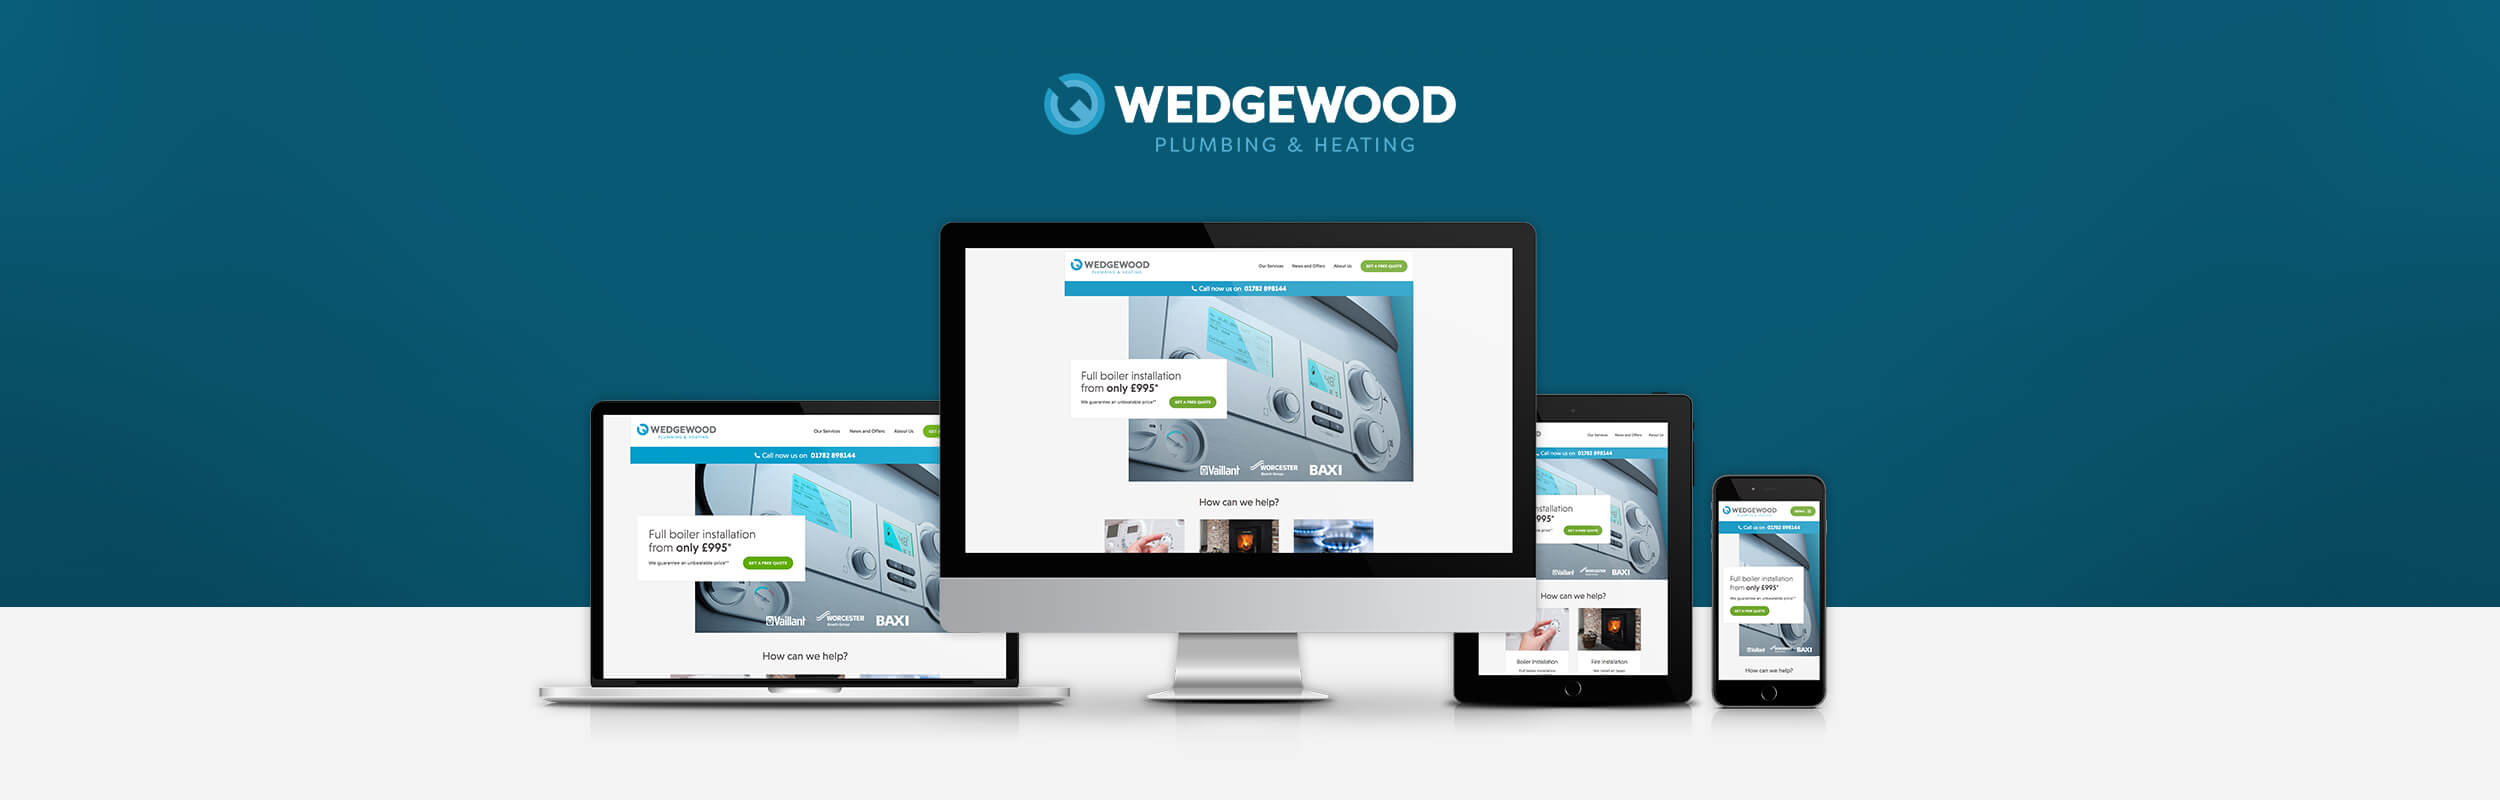 WEDGEWOOD
PLUMBING & HEATING
WEDGEWOOD
PLUMBING & HEATING
Our Services News and Offers About Us GET A FREE QUOTE
Call now us on 01782 898144
Full boiler installation
from only £995*
We guarantee an unbeatable price** GET A FREE QUOTE
Vaillant WORCESTER BAXI
Bosch Group
How can we help?
WEDGEWOOD
PLUMBING & HEATING
Our Services News and Offers About Us GET A
Call now us on 01782 898144
Full boiler installation
from only £995*
We guarantee an unbeatable price** GET A FREE QUOTE
Vaillant WORCESTER BAXI
Bosch Group
How can we help?
Our Services News and Offers About Us
Call now us on 01782 898144
stallation
95*
GET A FREE QUOTE
Vaillant WORCESTER BAXI
How can we help?
Boiler Installation Fire Installation
WEDGEWOOD MENU
PLUMBING & HEATING
Call us on 01782 898144
Full boiler installation
from only £995*
We guarantee an unbeatable price**
GET A FREE QUOTE
Vaillant WORCESTER BAXI
How can we help?